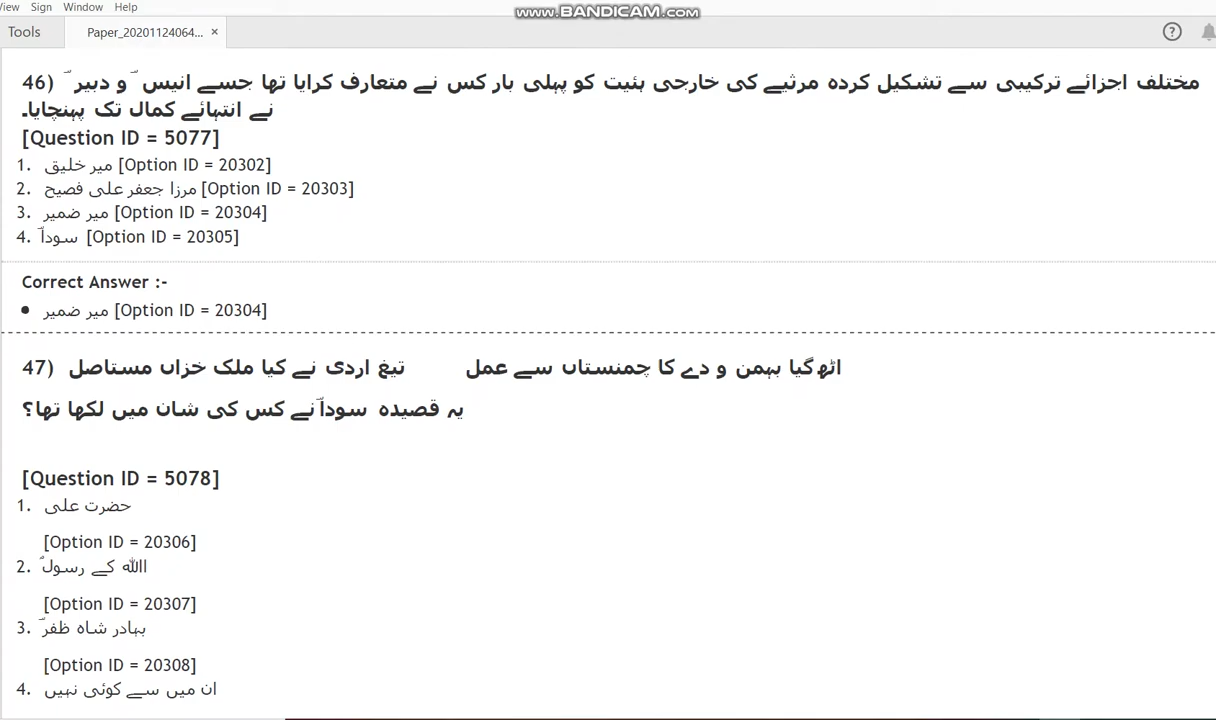 View Sign Window Help
www.BANDICAM.com
Tools Paper_20201124064... ×
46) مختلف اجزائے ترکیبی سے تشکیل کردہ مرثیے کی خارجی ہئیت کو پہلی بار کس نے متعارف کرایا تھا جسے انیس ؔ و دبیر ؔ
نے انتہائے کمال تک پہنچایا۔
[Question ID = 5077]
1. میر خلیق [Option ID = 20302]
2. مرزا جعفر علی فصیح [Option ID = 20303]
3. میر ضمیر [Option ID = 20304]
4. سوداؔ [Option ID = 20305]
Correct Answer :-
• میر ضمیر [Option ID = 20304]
47) اٹھ گیا بہمن و دے کا چمنستاں سے عمل تیغ اردی نے کیا ملک خزاں مستاصل
یہ قصیدہ سوداؔ نے کس کی شان میں لکھا تھا؟
[Question ID = 5078]
1. حضرت علی
[Option ID = 20306]
2. اللہ کے رسولؐ
[Option ID = 20307]
3. بہادر شاہ ظفرؔ
[Option ID = 20308]
4. ان میں سے کوئی نہیں